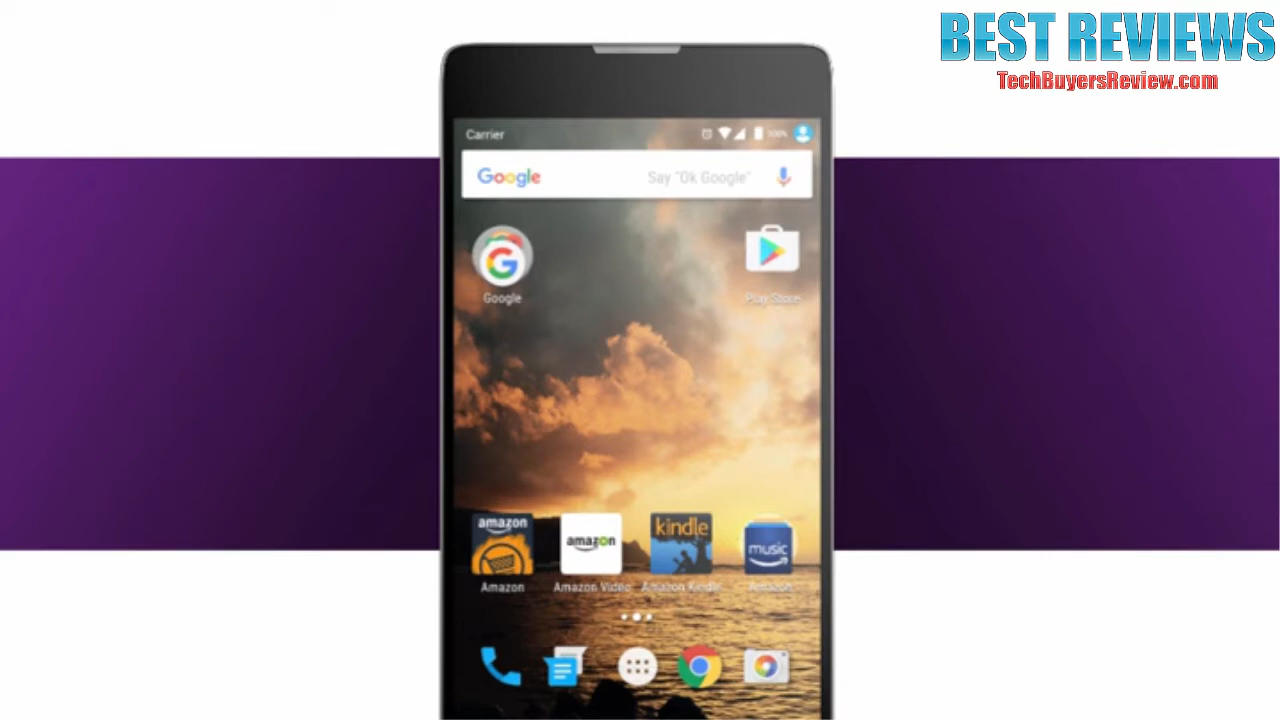 BEST REVIEWS
TechBuyersReview.com
Carrier
100%
Google
Say "Ok Google"
Google
Play Store
amazon
amazon
kindle
music
Amazon
Amazon Video
Amazon Kindle
Amazon